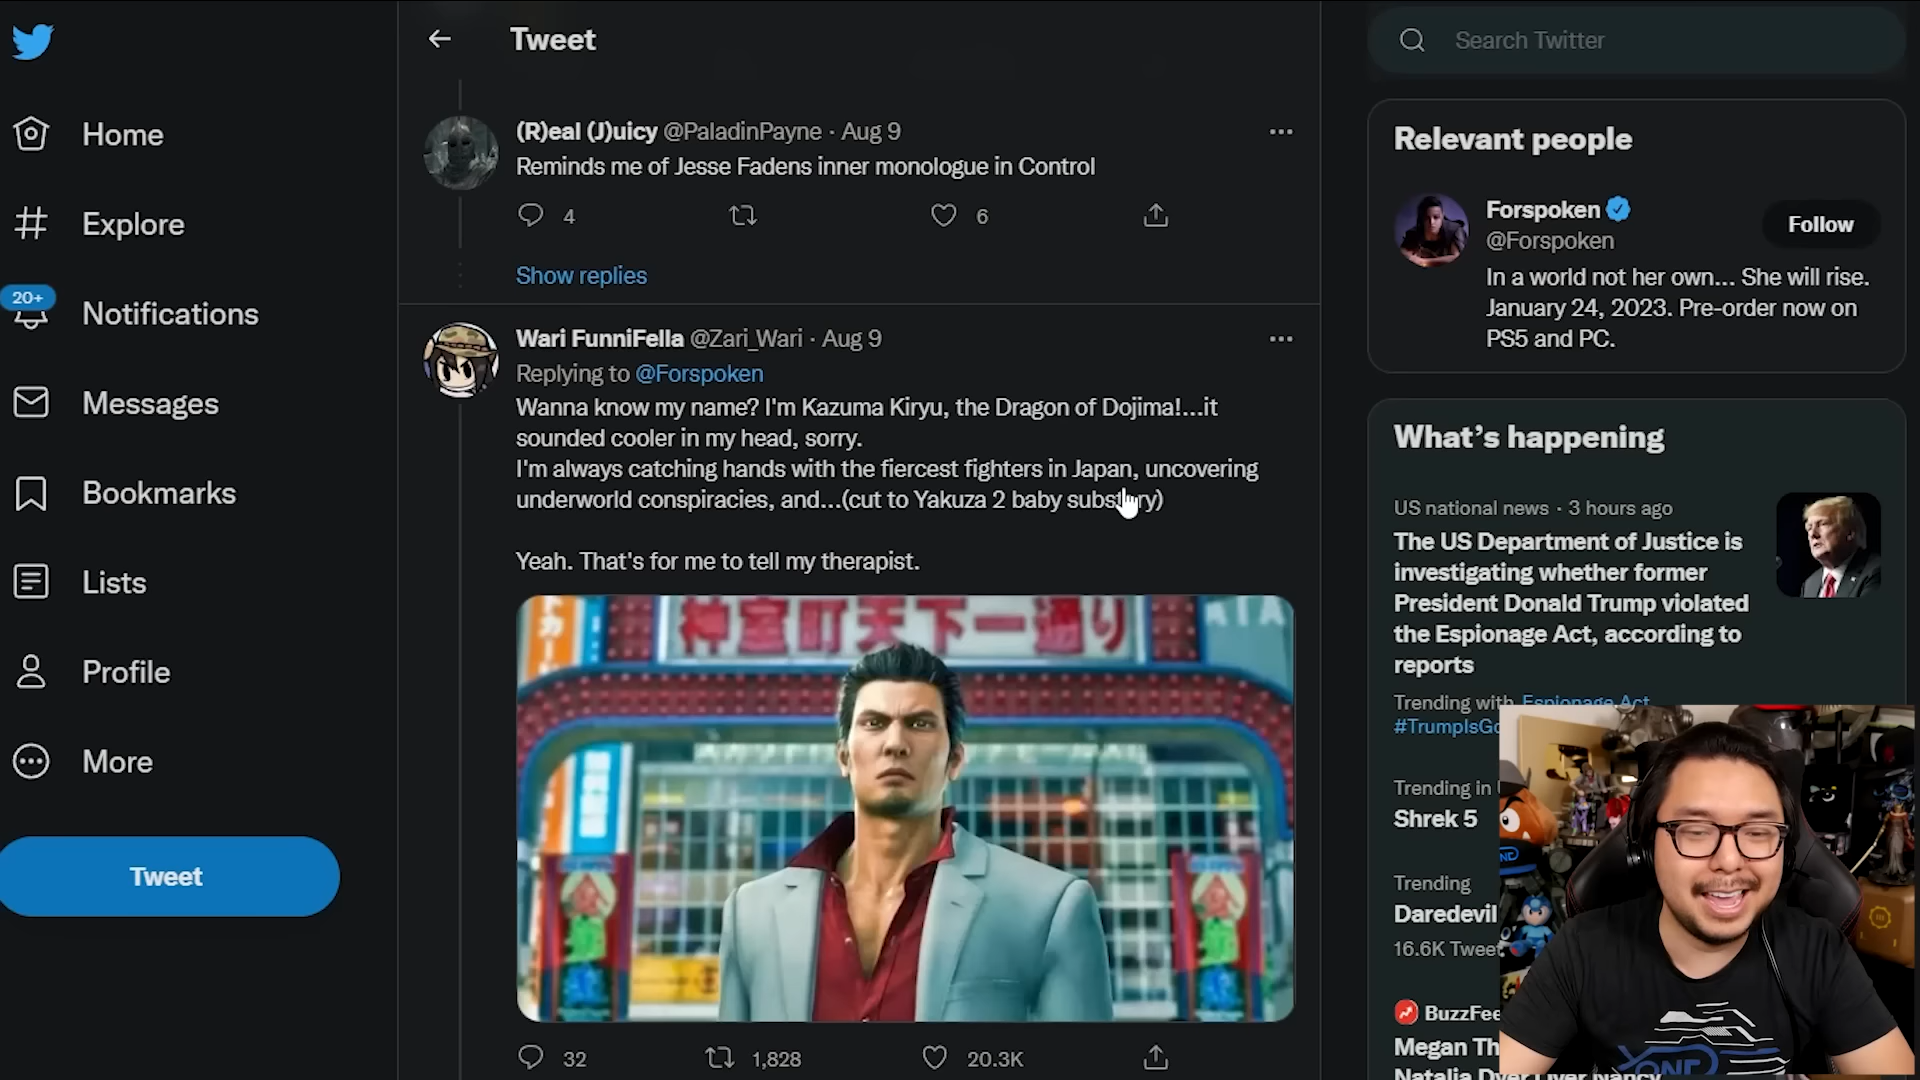 Tweet
Search Twitter
Home
Explore
20+
Notifications
Messages
Bookmarks
Lists
Profile
More
Tweet
(R)eal (J)uicy @PaladinPayne · Aug 9
Reminds me of Jesse Fadens inner monologue in Control
4
6
Show replies
Wari FunniFella @Zari_Wari · Aug 9
Replying to @Forspoken
Wanna know my name? I'm Kazuma Kiryu, the Dragon of Dojima!...it
sounded cooler in my head, sorry.
I'm always catching hands with the fiercest fighters in Japan, uncovering
underworld conspiracies, and...(cut to Yakuza 2 baby substory)
Yeah. That's for me to tell my therapist.
神室町天下一通り
32
1,828
20.3K
Relevant people
Forspoken
Follow
@Forspoken
In a world not her own... She will rise.
January 24, 2023. Pre-order now on
PS5 and PC.
What's happening
US national news · 3 hours ago
The US Department of Justice is
investigating whether former
President Donald Trump violated
the Espionage Act, according to
reports
Trending with Espionage Act,
#TrumpIsGo
Trending in
Shrek 5
Trending
Daredevil
16.6K Tweet
BuzzFee
Megan Th